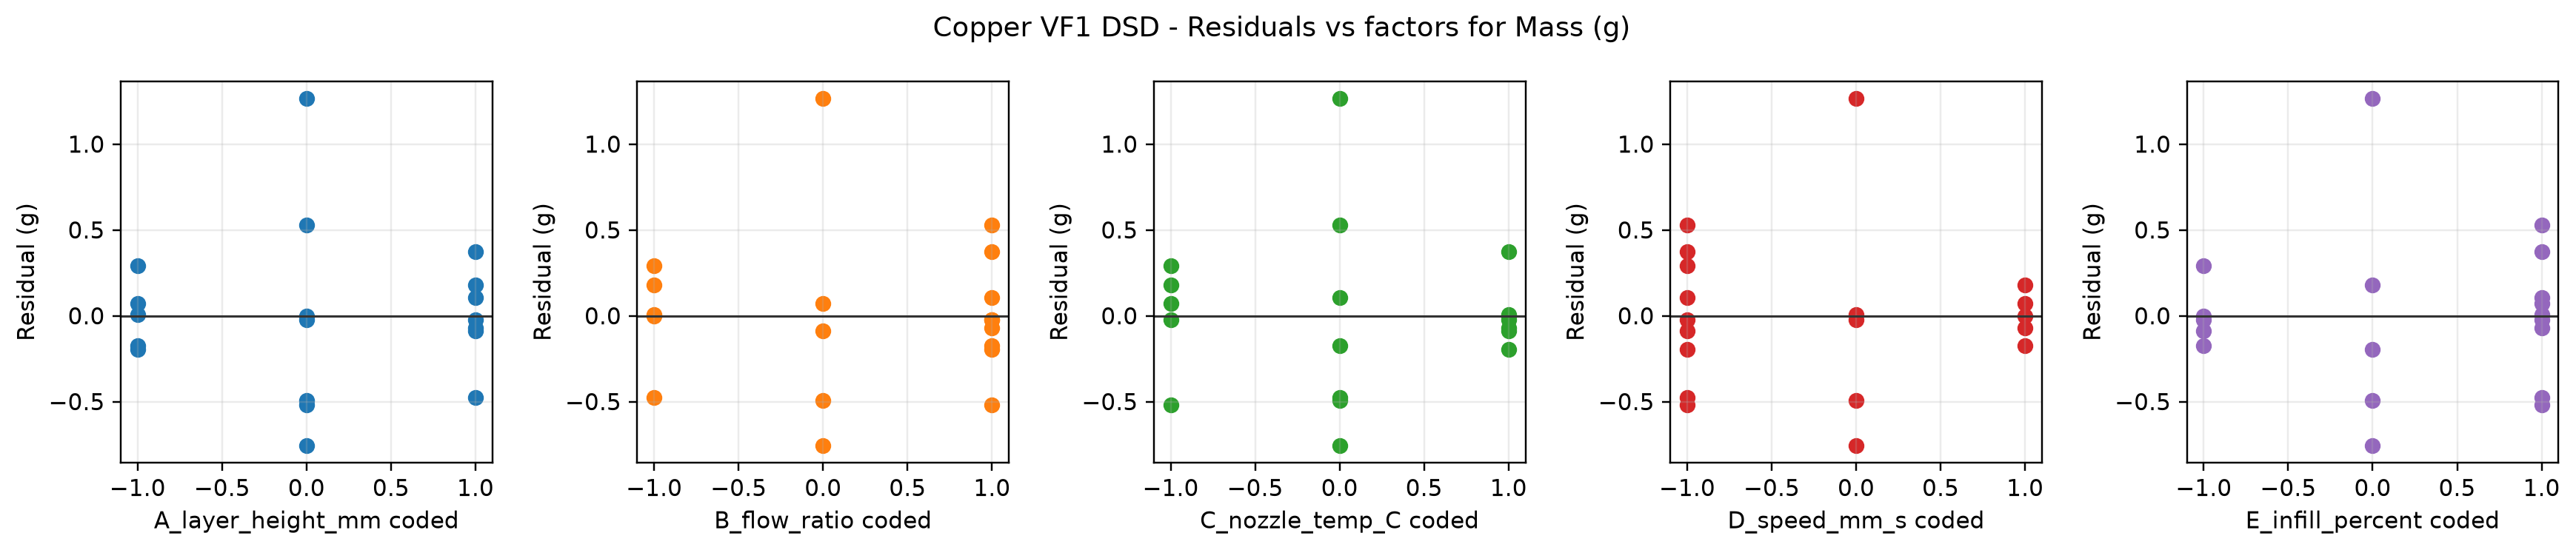 Copper VF1 DSD - Residuals vs factors for Mass (g)
Residual (g)
1.0
0.5
0.0
−0.5
−1.0 −0.5 0.0 0.5 1.0
A_layer_height_mm coded
Residual (g)
1.0
0.5
0.0
−0.5
−1.0 −0.5 0.0 0.5 1.0
B_flow_ratio coded
Residual (g)
1.0
0.5
0.0
−0.5
−1.0 −0.5 0.0 0.5 1.0
C_nozzle_temp_C coded
Residual (g)
1.0
0.5
0.0
−0.5
−1.0 −0.5 0.0 0.5 1.0
D_speed_mm_s coded
Residual (g)
1.0
0.5
0.0
−0.5
−1.0 −0.5 0.0 0.5 1.0
E_infill_percent coded